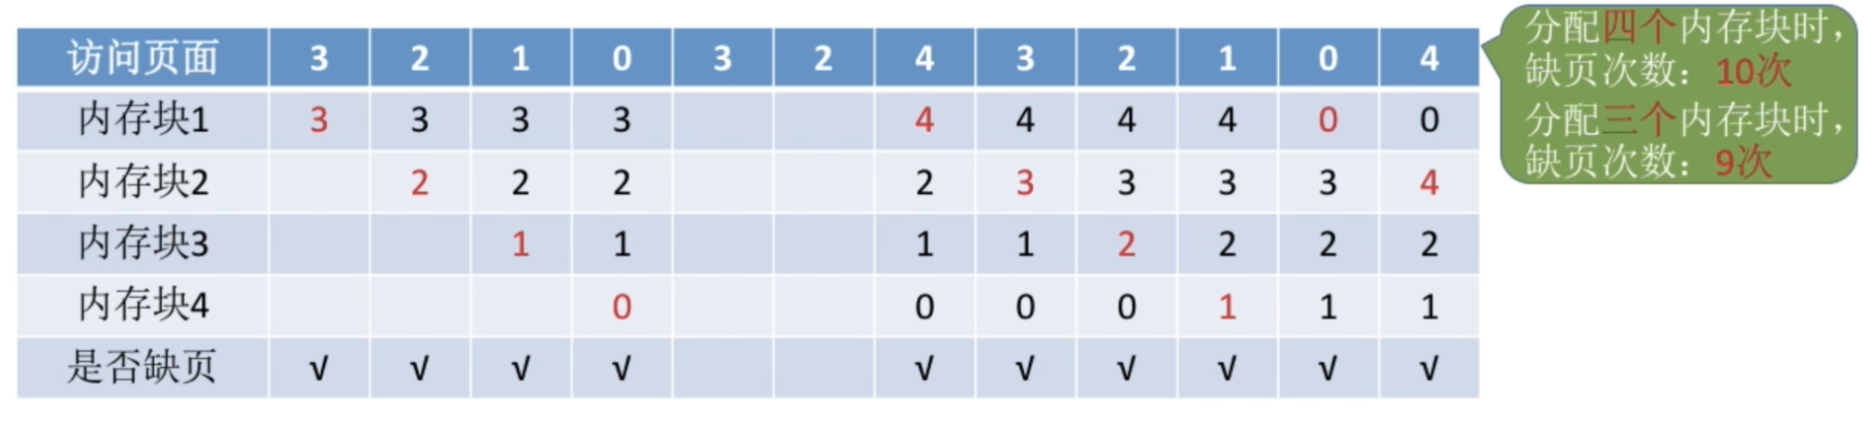 访问页面 3 2 1 0 3 2 4 3 2 1 0 4
内存块1 3 3 3 3 4 4 4 4 0 0
内存块2 2 2 2 2 3 3 3 3 4
内存块3 1 1 1 1 2 2 2 2
内存块4 0 0 0 0 1 1 1
是否缺页 √ √ √ √ √ √ √ √ √ √
分配四个内存块时，
缺页次数：10次
分配三个内存块时，
缺页次数：9次